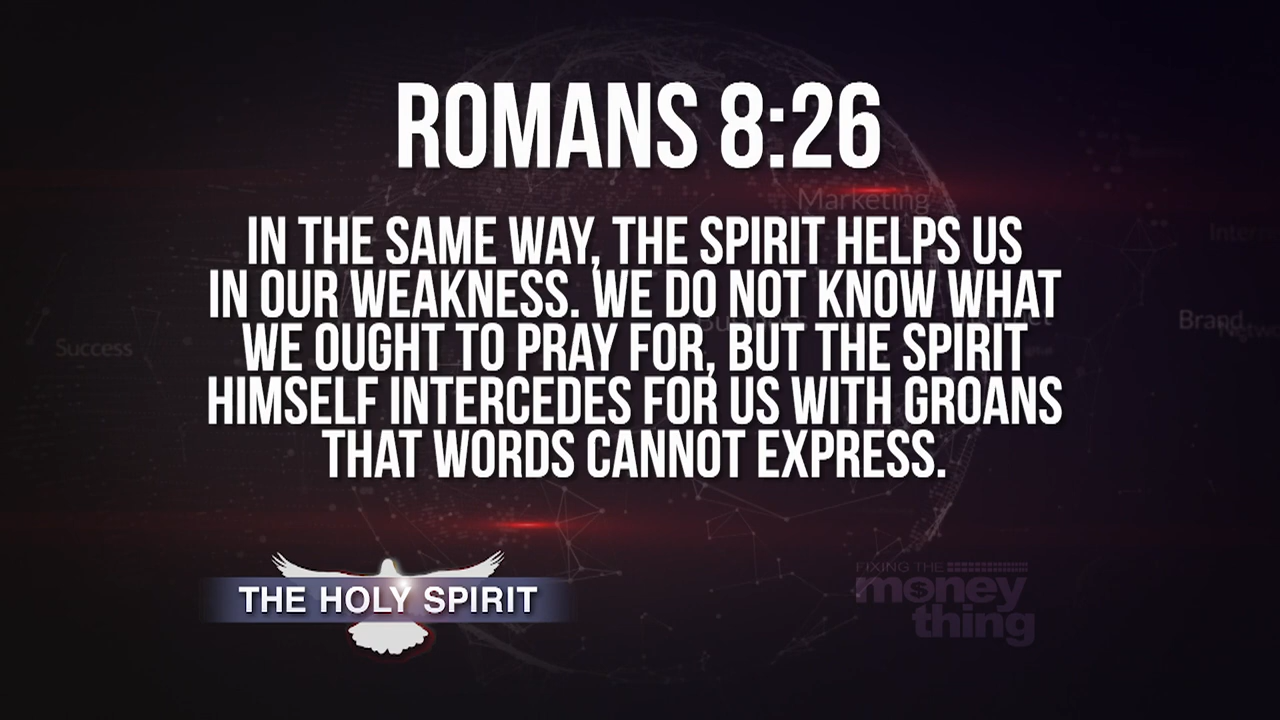 ROMANS 8:26
Marketing
IN THE SAME WAY, THE SPIRIT HELPS US
IN OUR WEAKNESS. WE DO NOT KNOW WHAT
WE OUGHT TO PRAY FOR, BUT THE SPIRIT
HIMSELF INTERCEDES FOR US WITH GROANS
THAT WORDS CANNOT EXPRESS.
Brand
Success
THE HOLY SPIRIT
FIXING THE
money
thing